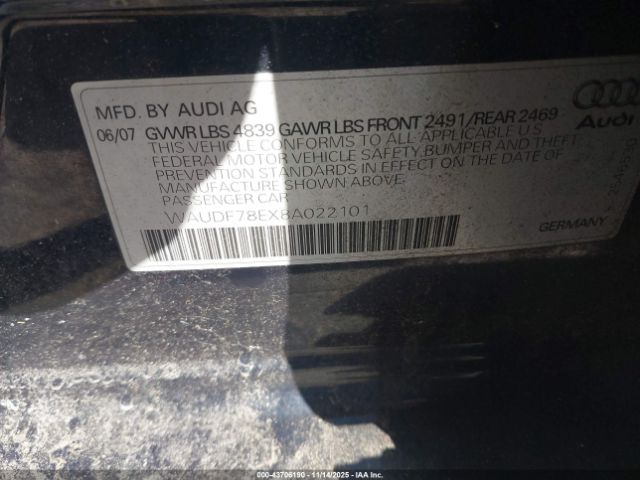 MFD. BY AUDI AG
06/07 GVWR LBS 4839 GAWR LBS FRONT 2491/REAR 2469
THIS VEHICLE CONFORMS TO ALL APPLICABLE U S
FEDERAL MOTOR VEHICLE SAFETY, BUMPER AND THEFT
PREVENTION STANDARDS IN EFFECT ON THE DATE OF
MANUFACTURE SHOWN ABOVE.
PASSENGER CAR
WAUDF78EX8A022101
Audi
GERMANY
000-43706190 - 11/14/2025 - IAA Inc.